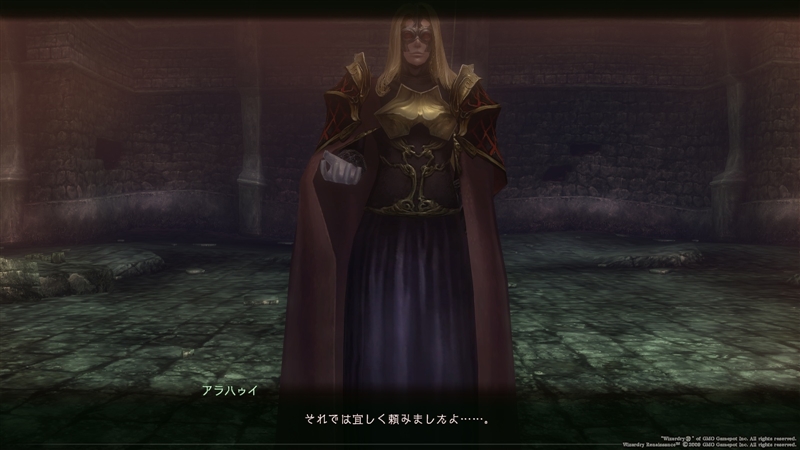 アラハゥイ
それでは宜しく頼みましたよ……。
"Wizardry®" of GMO Gamepot Inc. All rights reserved.
Wizardry Renaissance™ © 2009 GMO Gamepot Inc. All rights reserved.